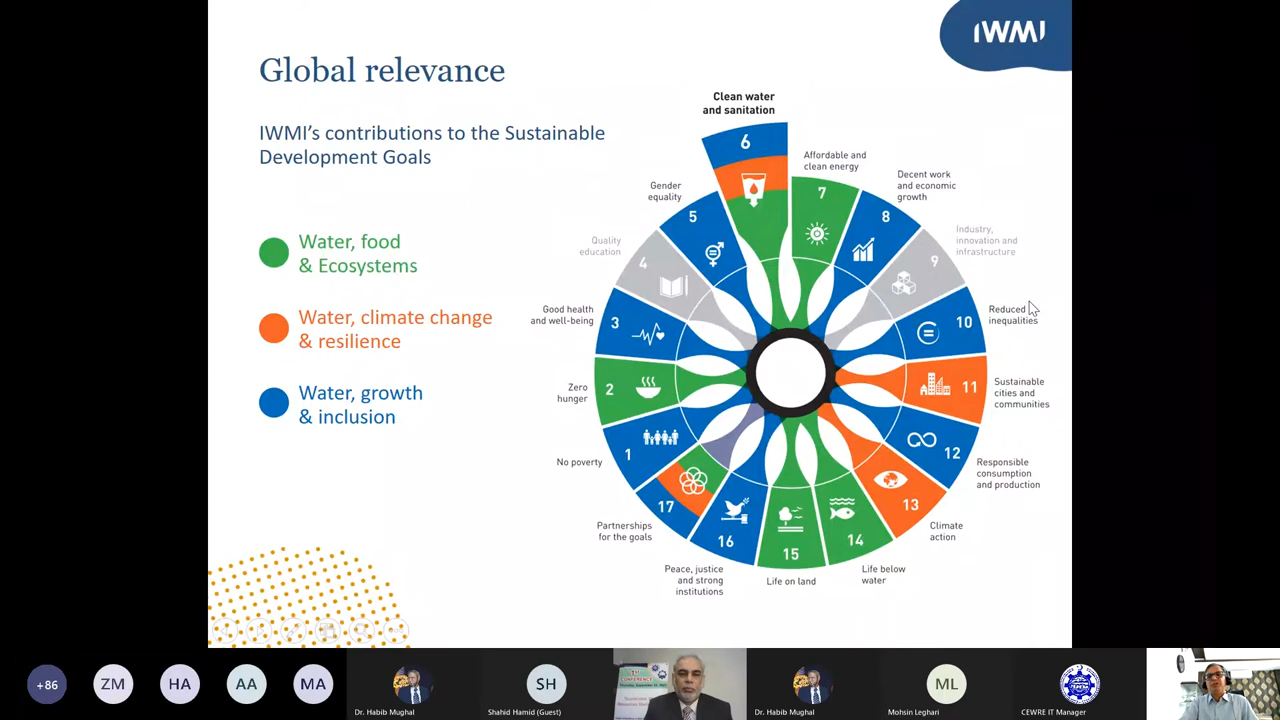 IWMI
Global relevance
IWMI's contributions to the Sustainable
Development Goals
Water, food
& Ecosystems
Water, climate change
& resilience
Water, growth
& inclusion
Clean water
and sanitation
6
Affordable and
clean energy
7
Decent work
and economic
growth
8
Industry,
innovation and
infrastructure
9
Reduced
inequalities
10
Sustainable
cities and
communities
11
Responsible
consumption
and production
12
Climate
action
13
Life below
water
14
Life on land
15
Peace, justice
and strong
institutions
16
Partnerships
for the goals
17
No poverty
1
Zero
hunger
2
Good health
and well-being
3
Quality
education
4
Gender
equality
5
+86
ZM
HA
AA
MA
Dr. Habib Mughal
SH
Shahid Hamid (Guest)
CONFERENCE
Dr. Habib Mughal
ML
Mohsin Leghari
CEWRE IT Manager